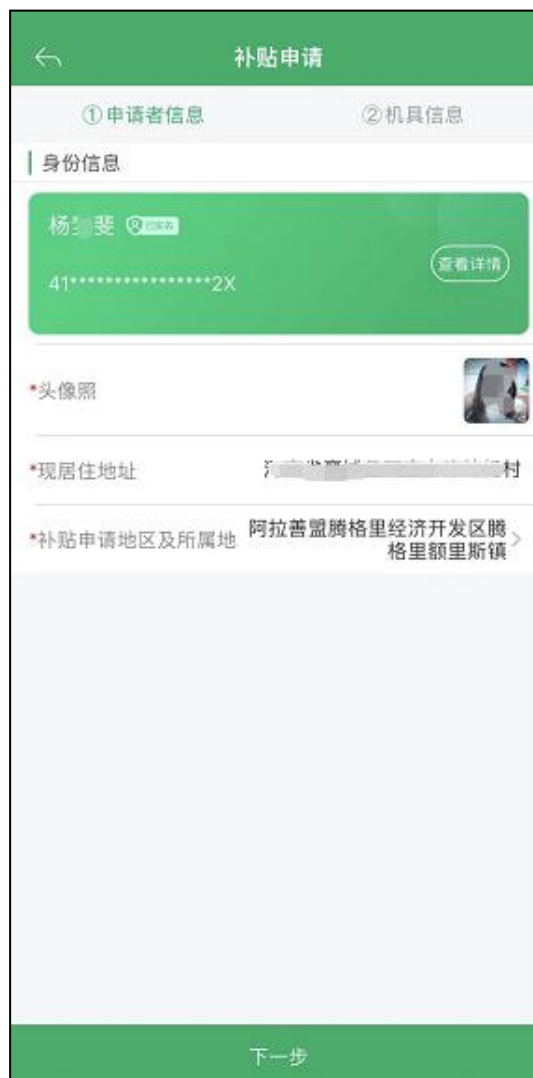 补贴申请
①申请者信息
②机具信息
身份信息
杨 斐
41****************2X
查看详情
*头像照
*现居住地址
村
*补贴申请地区及所属地
阿拉善盟腾格里经济开发区腾
格里额里斯镇
下一步